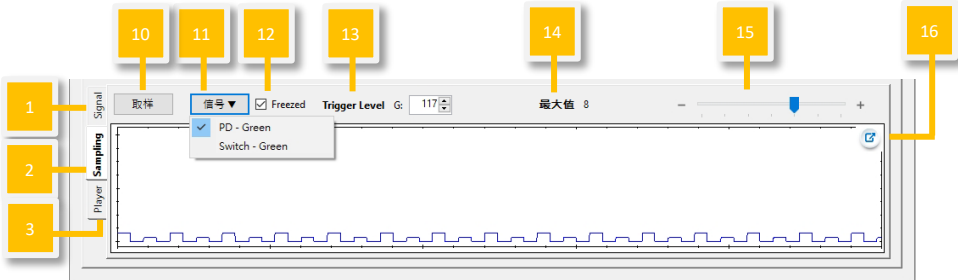 10 11 12 13 14 15 16
1 Signal 取样 信号▼ Freezed Trigger Level G: 117 最大值 8 − +
PD - Green
Switch - Green
2 Sampling
3 Player